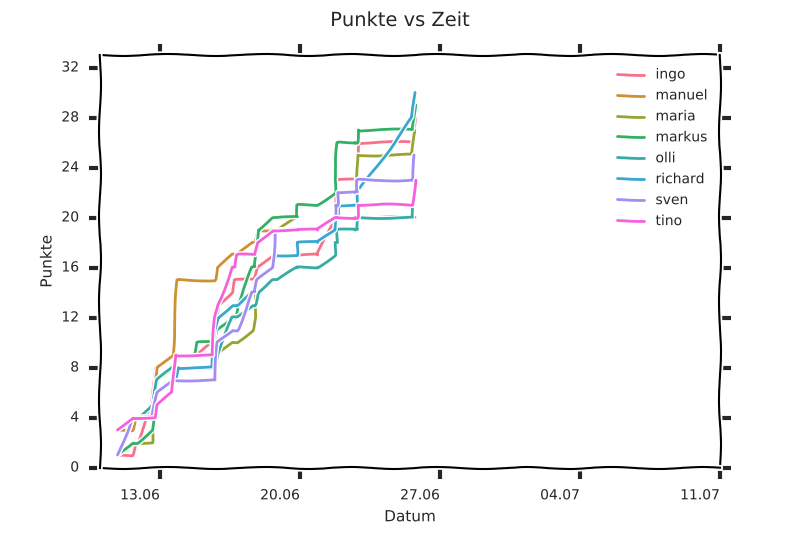 Punkte vs Zeit
32
28
24
20
16
12
8
4
0
Punkte
13.06
20.06
27.06
04.07
11.07
Datum
ingo
manuel
maria
markus
olli
richard
sven
tino